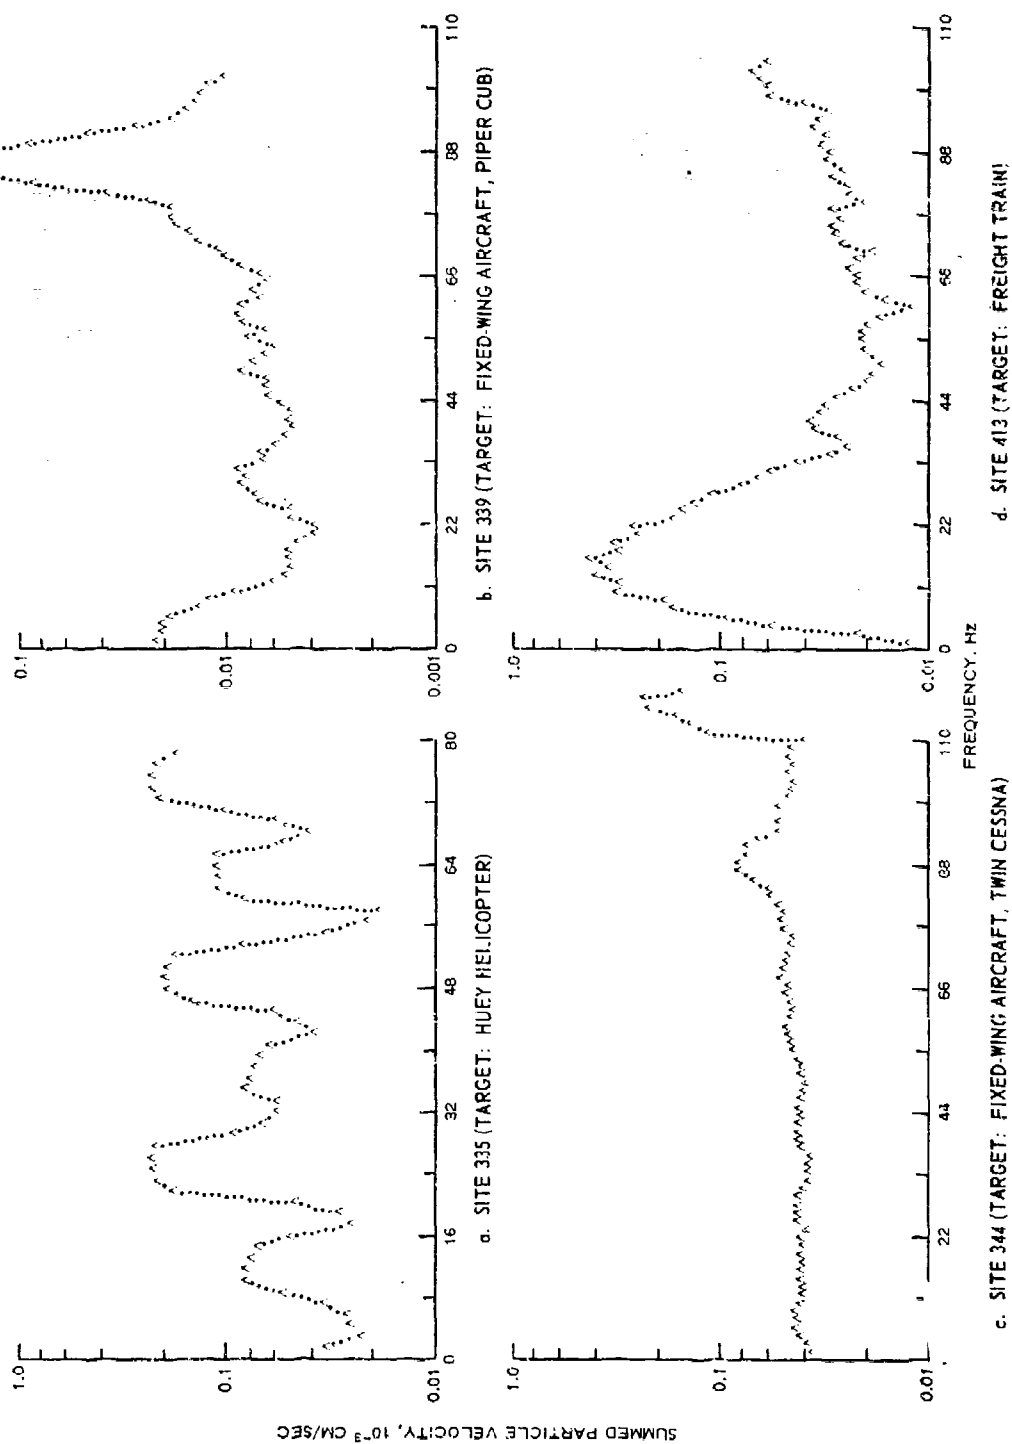 SUMMED PARTICLE VELOCITY, 10⁻³ CM/SEC
1.0
0.1
0.01
0 16 32 48 64 80
a. SITE 335 (TARGET: HUEY HELICOPTER)
0.1
0.01
0.001
0 22 44 66 88 110
b. SITE 339 (TARGET: FIXED-WING AIRCRAFT, PIPER CUB)
1.0
0.1
0.01
22 44 66 88 110
c. SITE 344 (TARGET: FIXED-WING AIRCRAFT, TWIN CESSNA)
1.0
0.1
0.01
0 22 44 66 88 110
d. SITE 413 (TARGET: FREIGHT TRAIN)
FREQUENCY, Hz